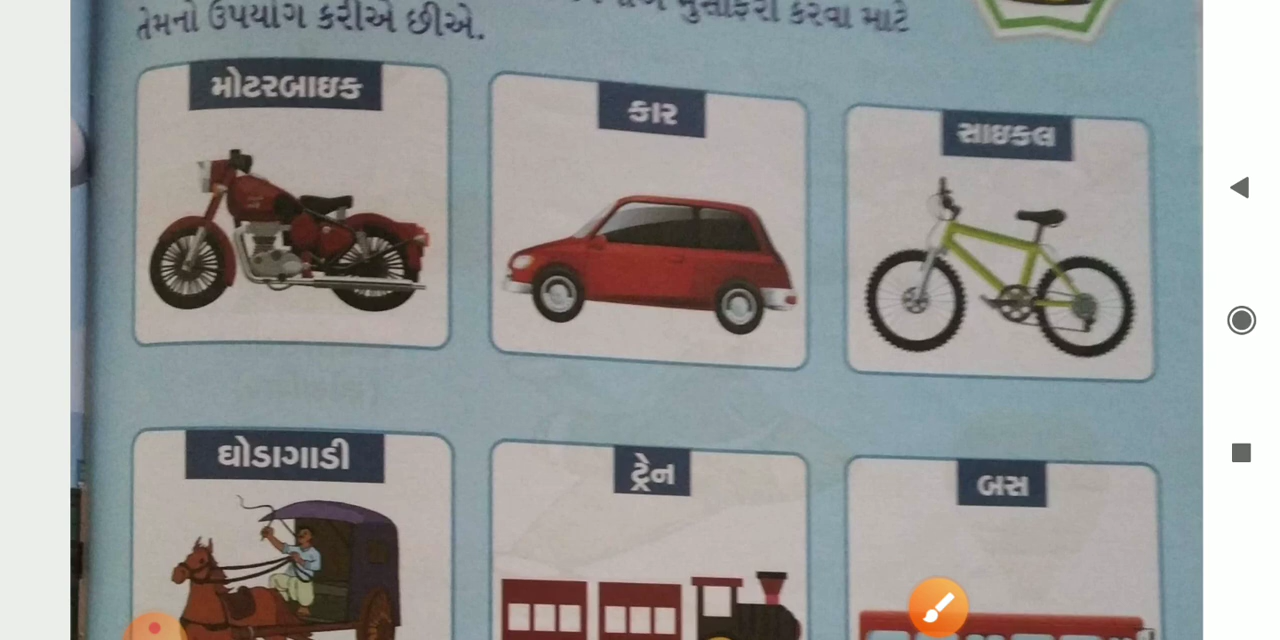 મુસાફરી કરવા માટે
તેમનો ઉપયોગ કરીએ છીએ.
મોટરબાઇક
કાર
સાઇકલ
ઘોડાગાડી
ટ્રેન
બસ